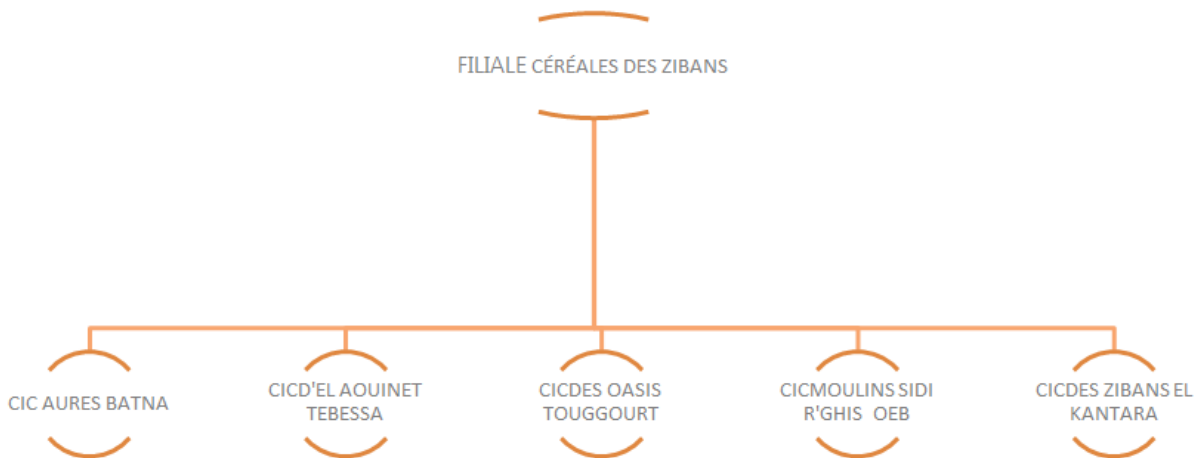 FILIALE CÉRÉALES DES ZIBANS
CIC AURES BATNA
CICD'EL AOUINET
TEBESSA
CICDES OASIS
TOUGGOURT
CICMOULINS SIDI
R'GHIS OEB
CICDES ZIBANS EL
KANTARA